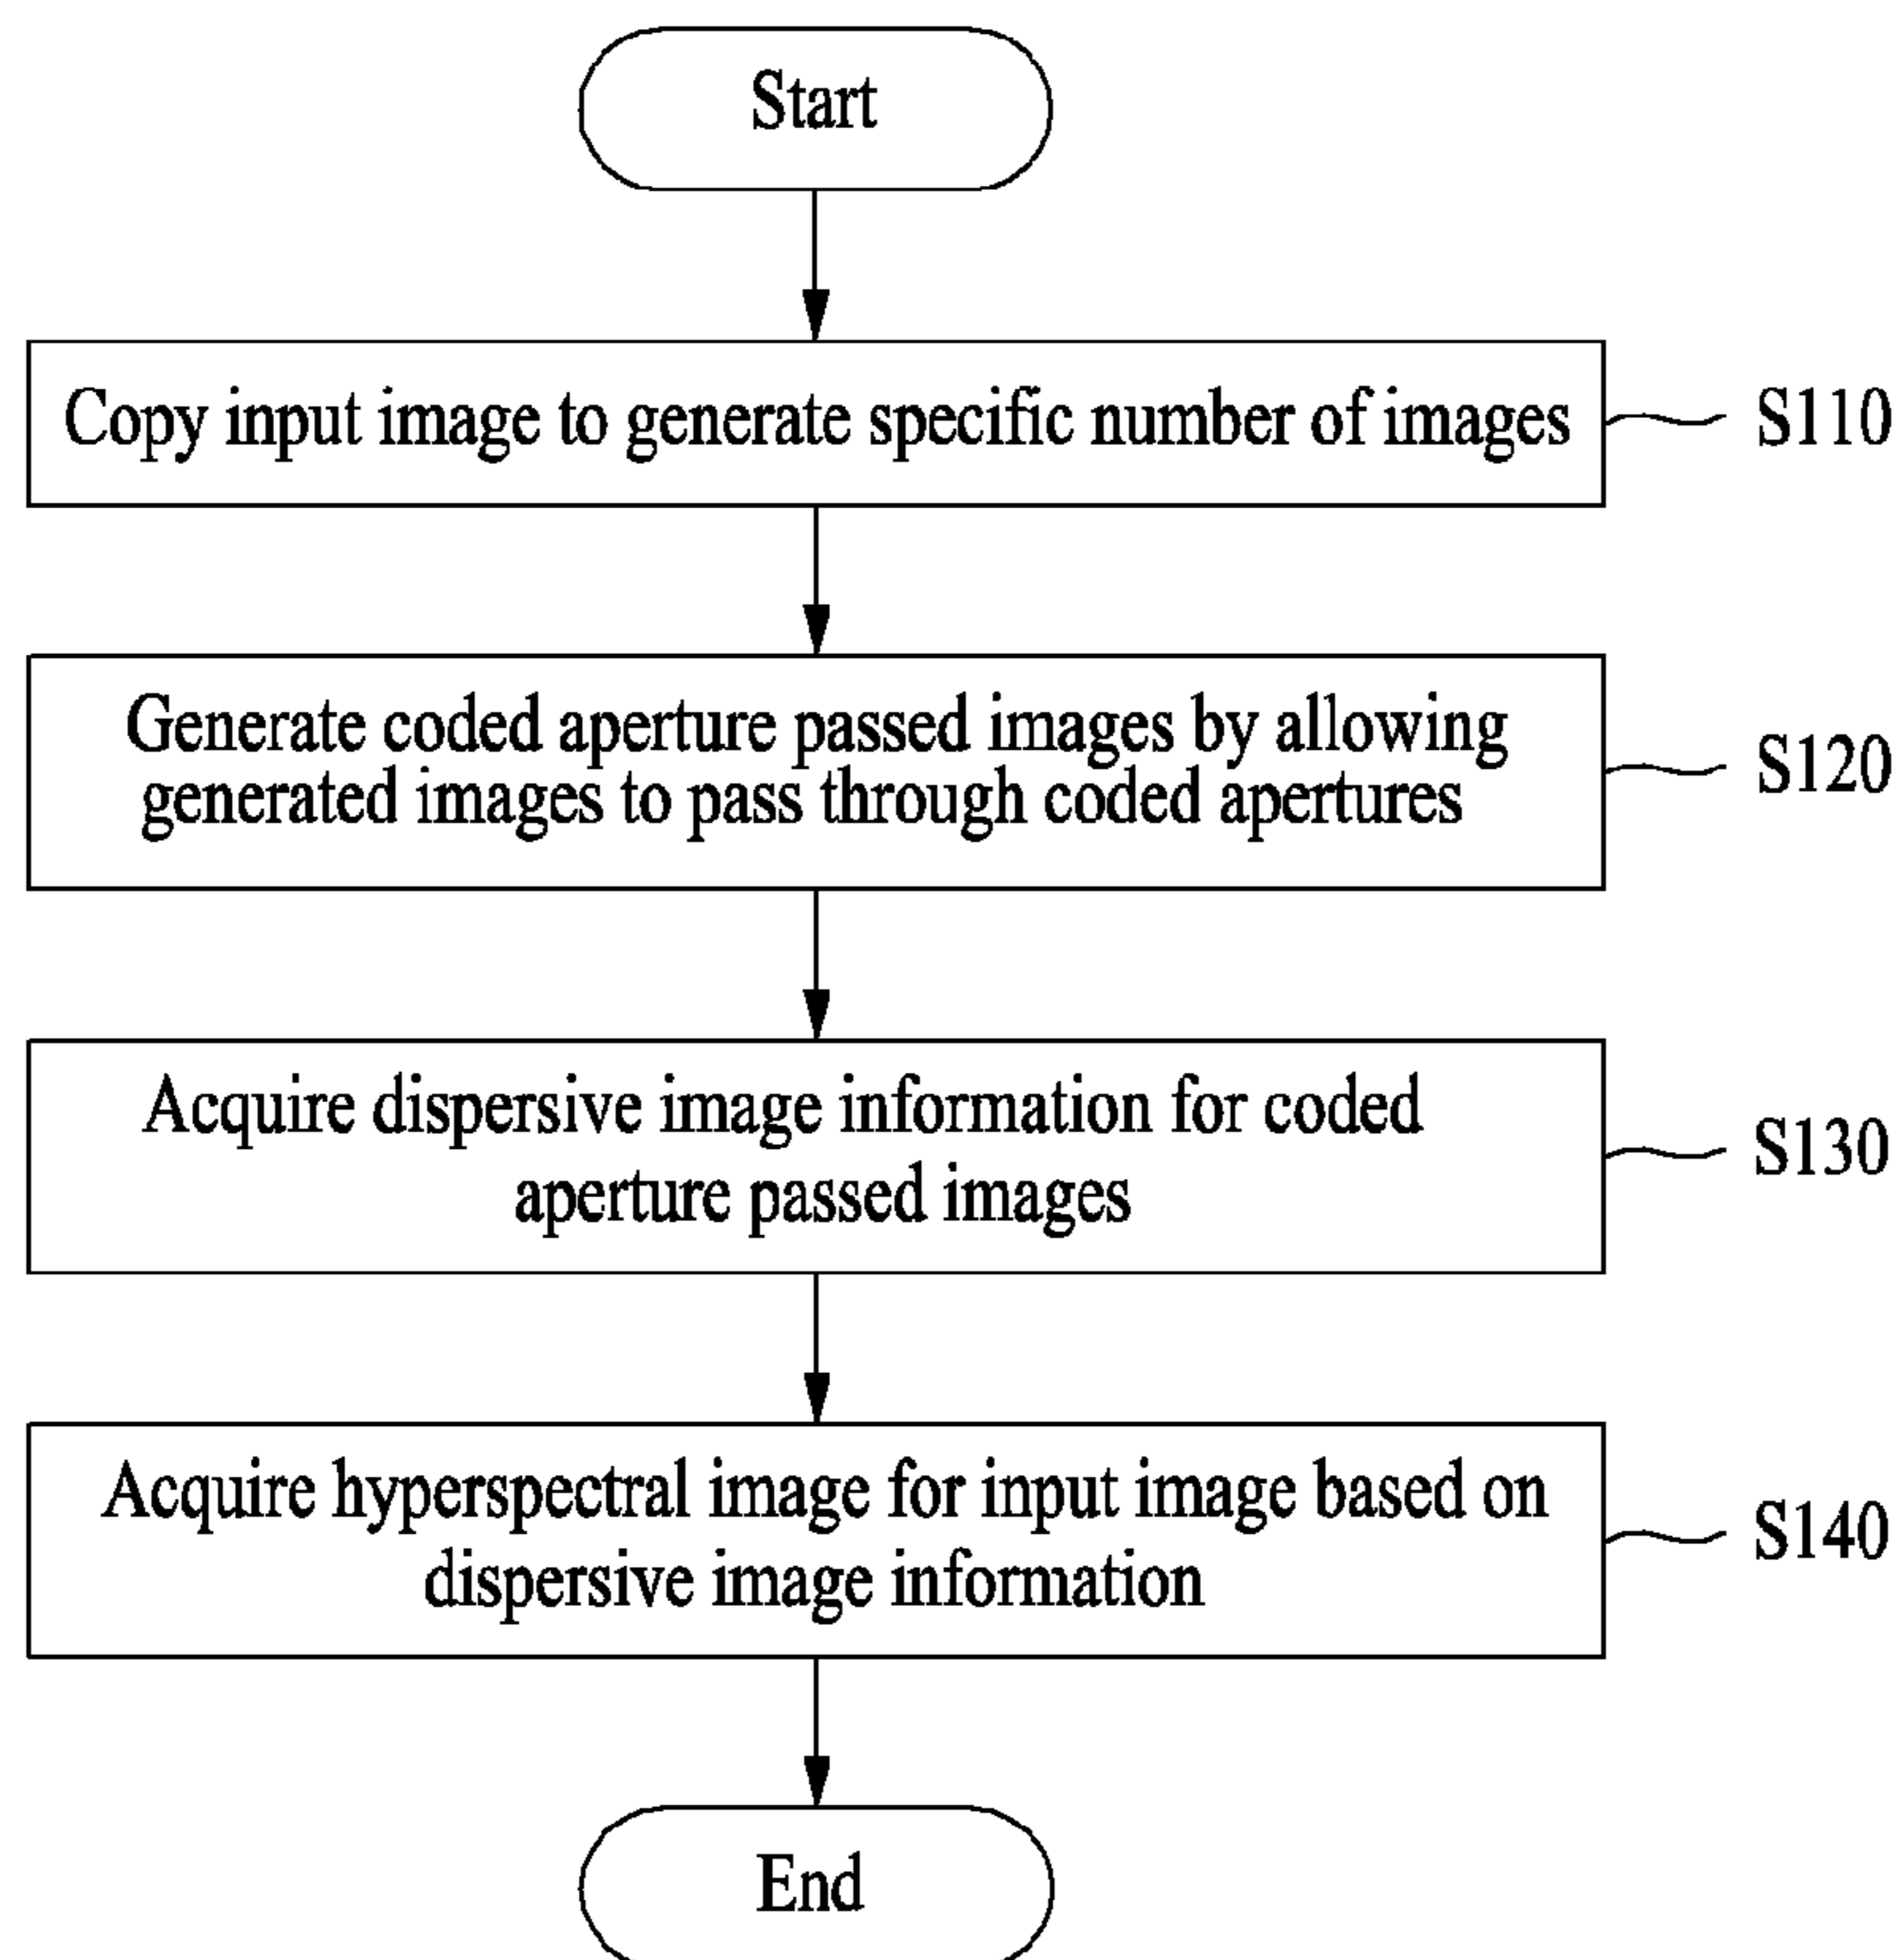 Start
Copy input image to generate specific number of images
S110
Generate coded aperture passed images by allowing
generated images to pass through coded apertures
S120
Acquire dispersive image information for coded
aperture passed images
S130
Acquire hyperspectral image for input image based on
dispersive image information
S140
End